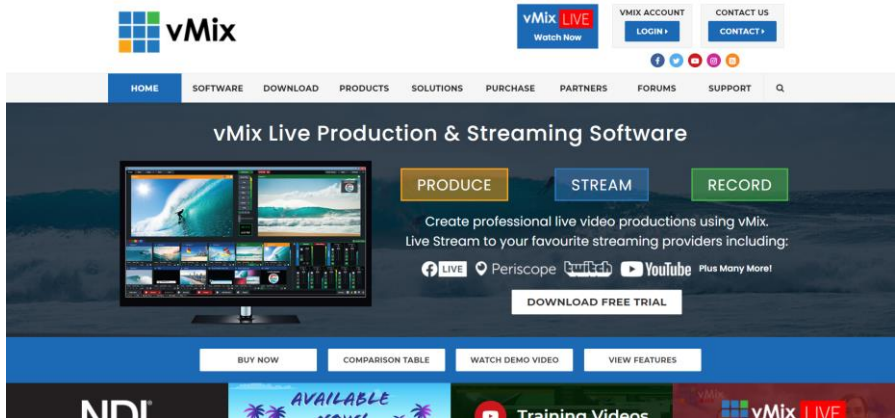 vMix
vMix LIVE
Watch Now
VMIX ACCOUNT
LOGIN
CONTACT US
CONTACT
HOME SOFTWARE DOWNLOAD PRODUCTS SOLUTIONS PURCHASE PARTNERS FORUMS SUPPORT
vMix Live Production & Streaming Software
PRODUCE STREAM RECORD
Create professional live video productions using vMix.
Live Stream to your favourite streaming providers including:
LIVE Periscope twitch YouTube Plus Many More!
DOWNLOAD FREE TRIAL
BUY NOW COMPARISON TABLE WATCH DEMO VIDEO VIEW FEATURES
NDI
AVAILABLE
Training Videos
vMix LIVE